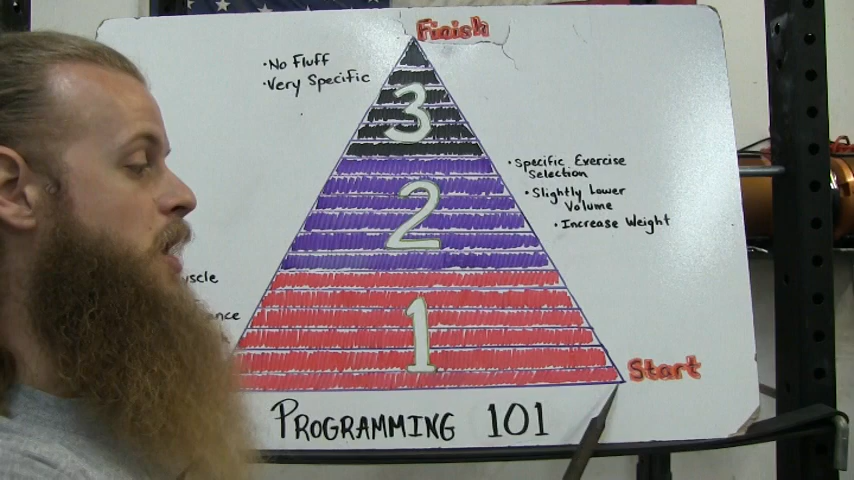 Finish
• No Fluff
• Very Specific
3
• Specific Exercise
Selection
• Slightly Lower
Volume
• Increase Weight
2
1
Start
PROGRAMMING 101